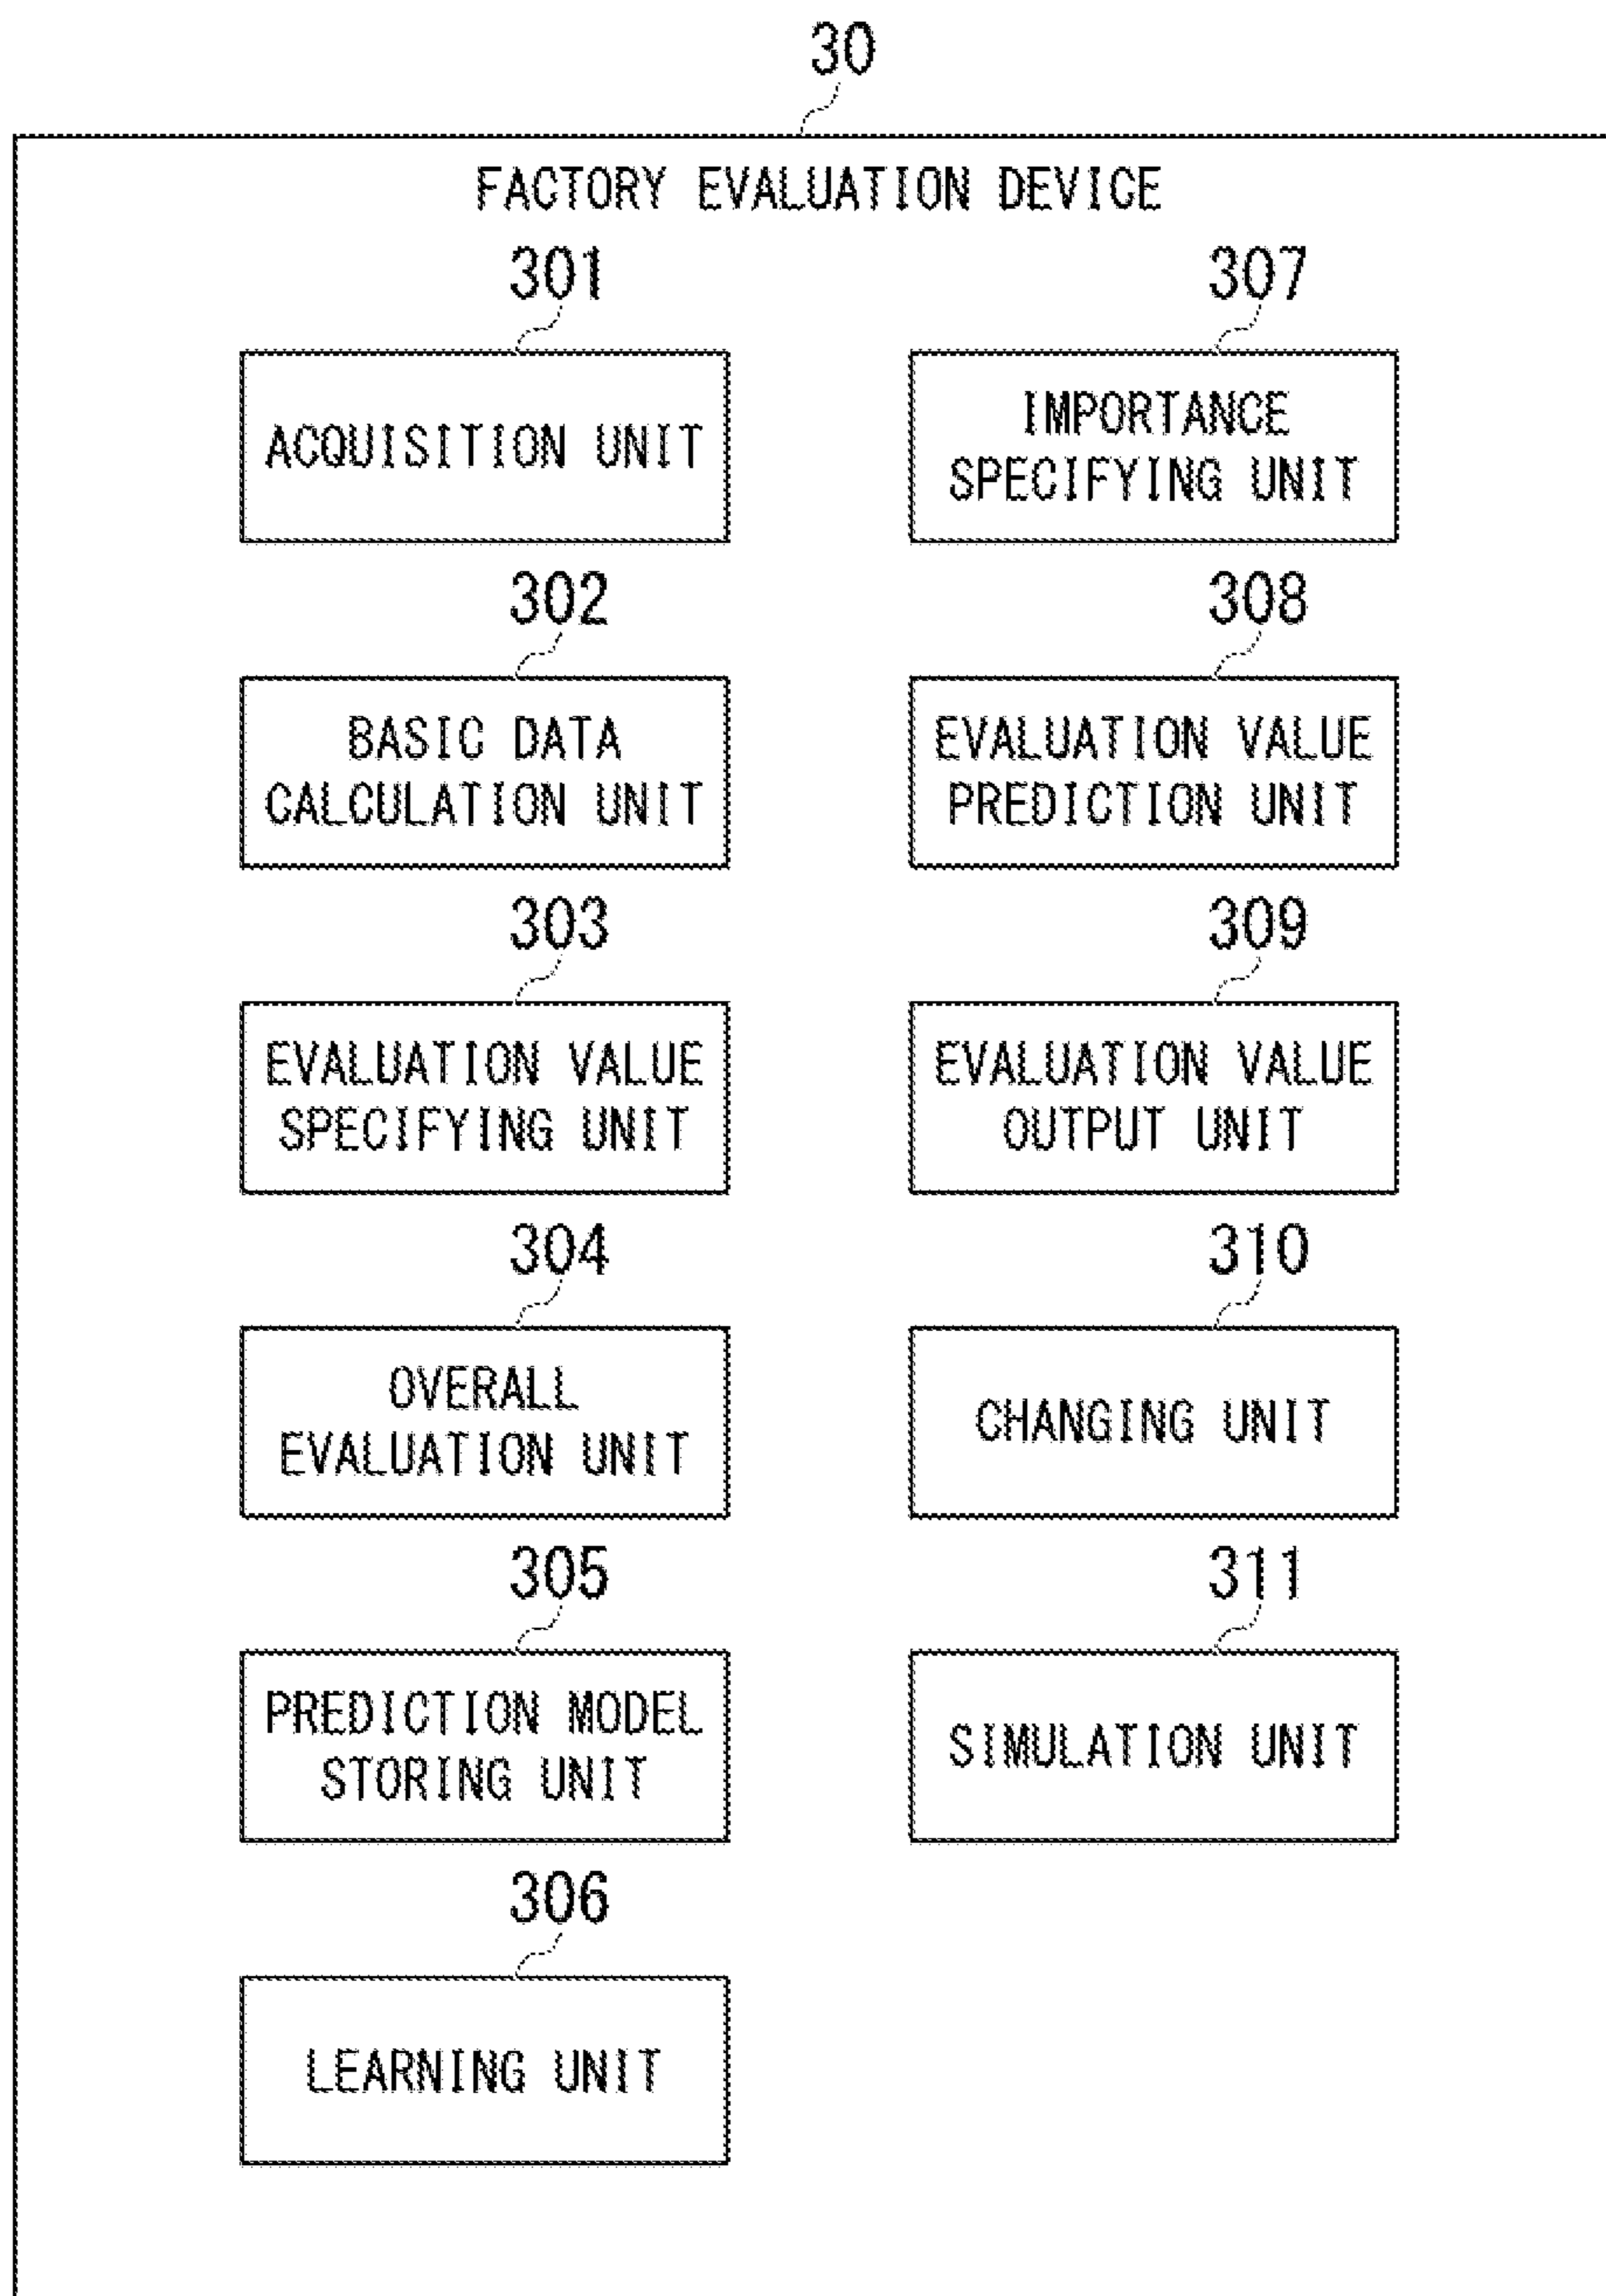 30
FACTORY EVALUATION DEVICE
301
ACQUISITION UNIT
302
BASIC DATA
CALCULATION UNIT
303
EVALUATION VALUE
SPECIFYING UNIT
304
OVERALL
EVALUATION UNIT
305
PREDICTION MODEL
STORING UNIT
306
LEARNING UNIT
307
IMPORTANCE
SPECIFYING UNIT
308
EVALUATION VALUE
PREDICTION UNIT
309
EVALUATION VALUE
OUTPUT UNIT
310
CHANGING UNIT
311
SIMULATION UNIT